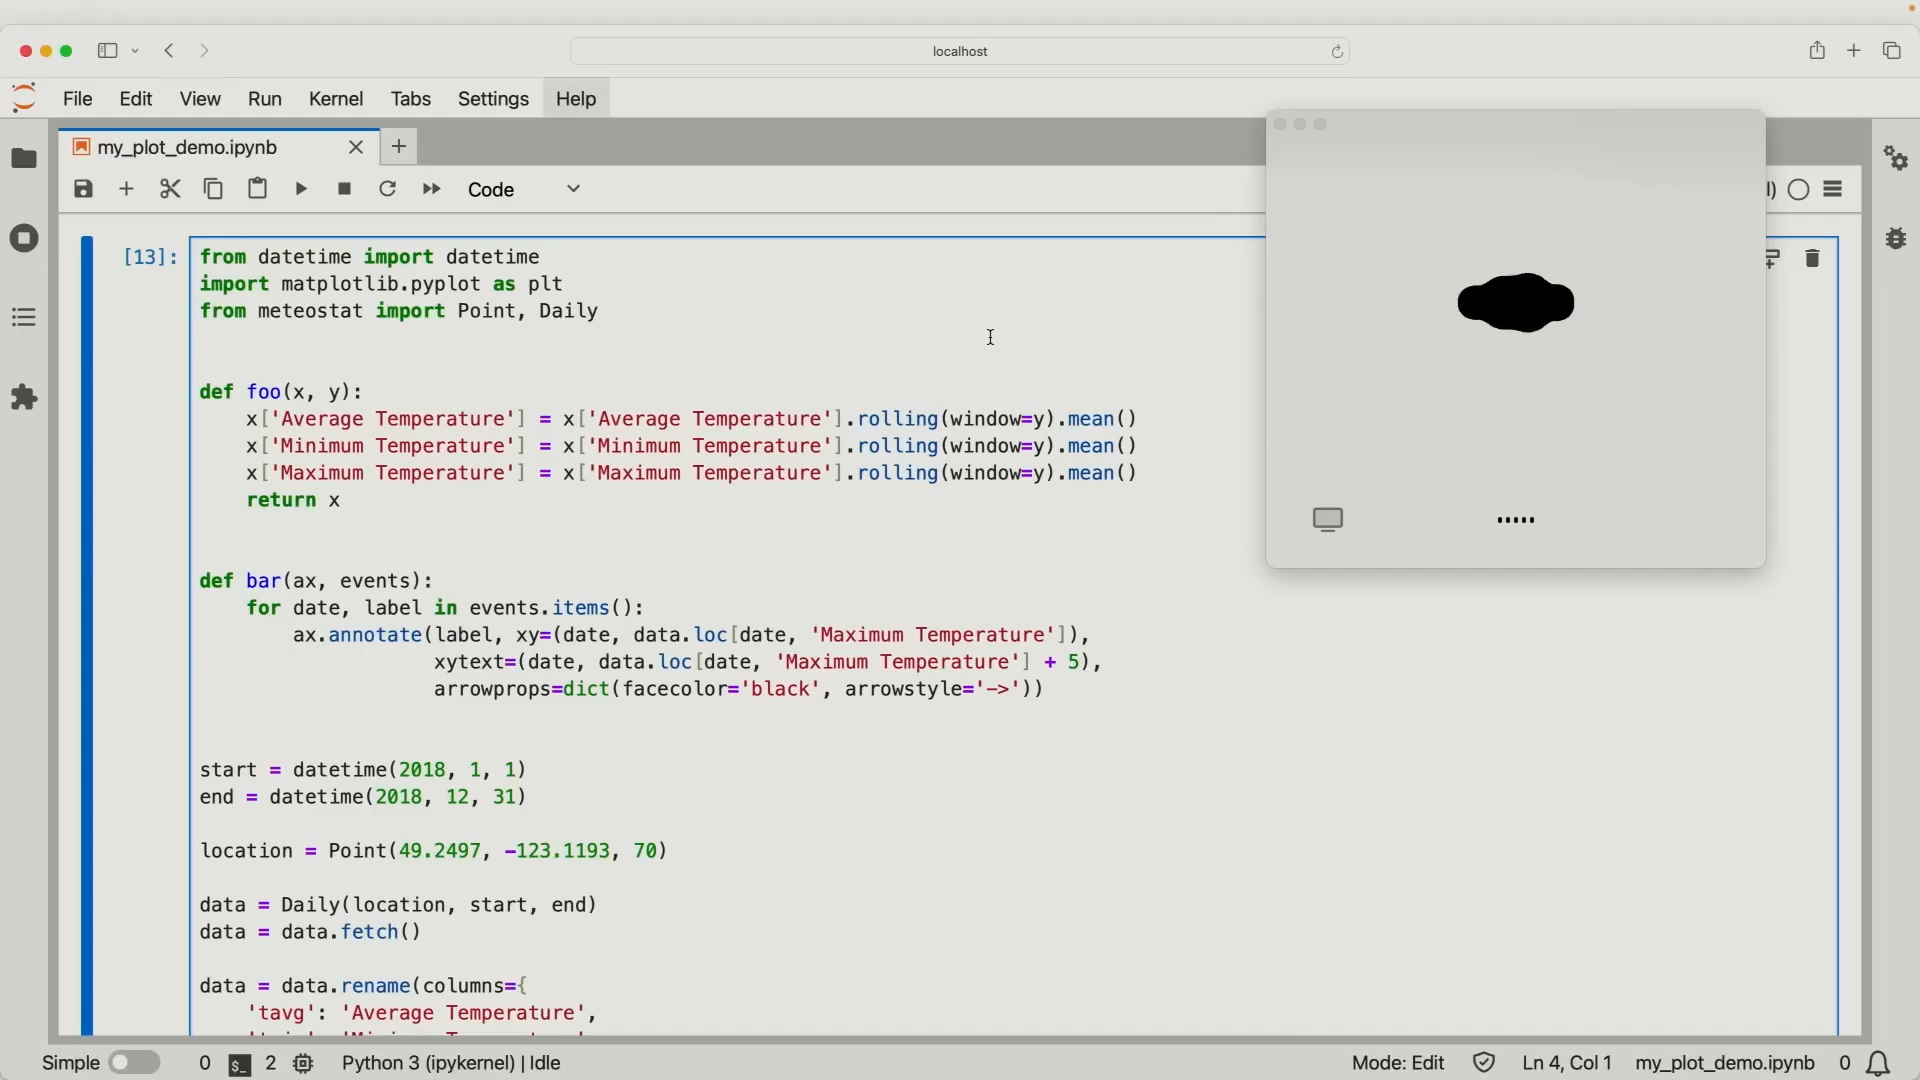 localhost
File Edit View Run Kernel Tabs Settings Help
my_plot_demo.ipynb
Code
[13]:
from datetime import datetime
import matplotlib.pyplot as plt
from meteostat import Point, Daily
def foo(x, y):
x['Average Temperature'] = x['Average Temperature'].rolling(window=y).mean()
x['Minimum Temperature'] = x['Minimum Temperature'].rolling(window=y).mean()
x['Maximum Temperature'] = x['Maximum Temperature'].rolling(window=y).mean()
return x
def bar(ax, events):
for date, label in events.items():
ax.annotate(label, xy=(date, data.loc[date, 'Maximum Temperature']),
xytext=(date, data.loc[date, 'Maximum Temperature'] + 5),
arrowprops=dict(facecolor='black', arrowstyle='->'))
start = datetime(2018, 1, 1)
end = datetime(2018, 12, 31)
location = Point(49.2497, -123.1193, 70)
data = Daily(location, start, end)
data = data.fetch()
data = data.rename(columns={
'tavg': 'Average Temperature',
Simple 0 $_ 2 Python 3 (ipykernel) | Idle Mode: Edit Ln 4, Col 1 my_plot_demo.ipynb 0